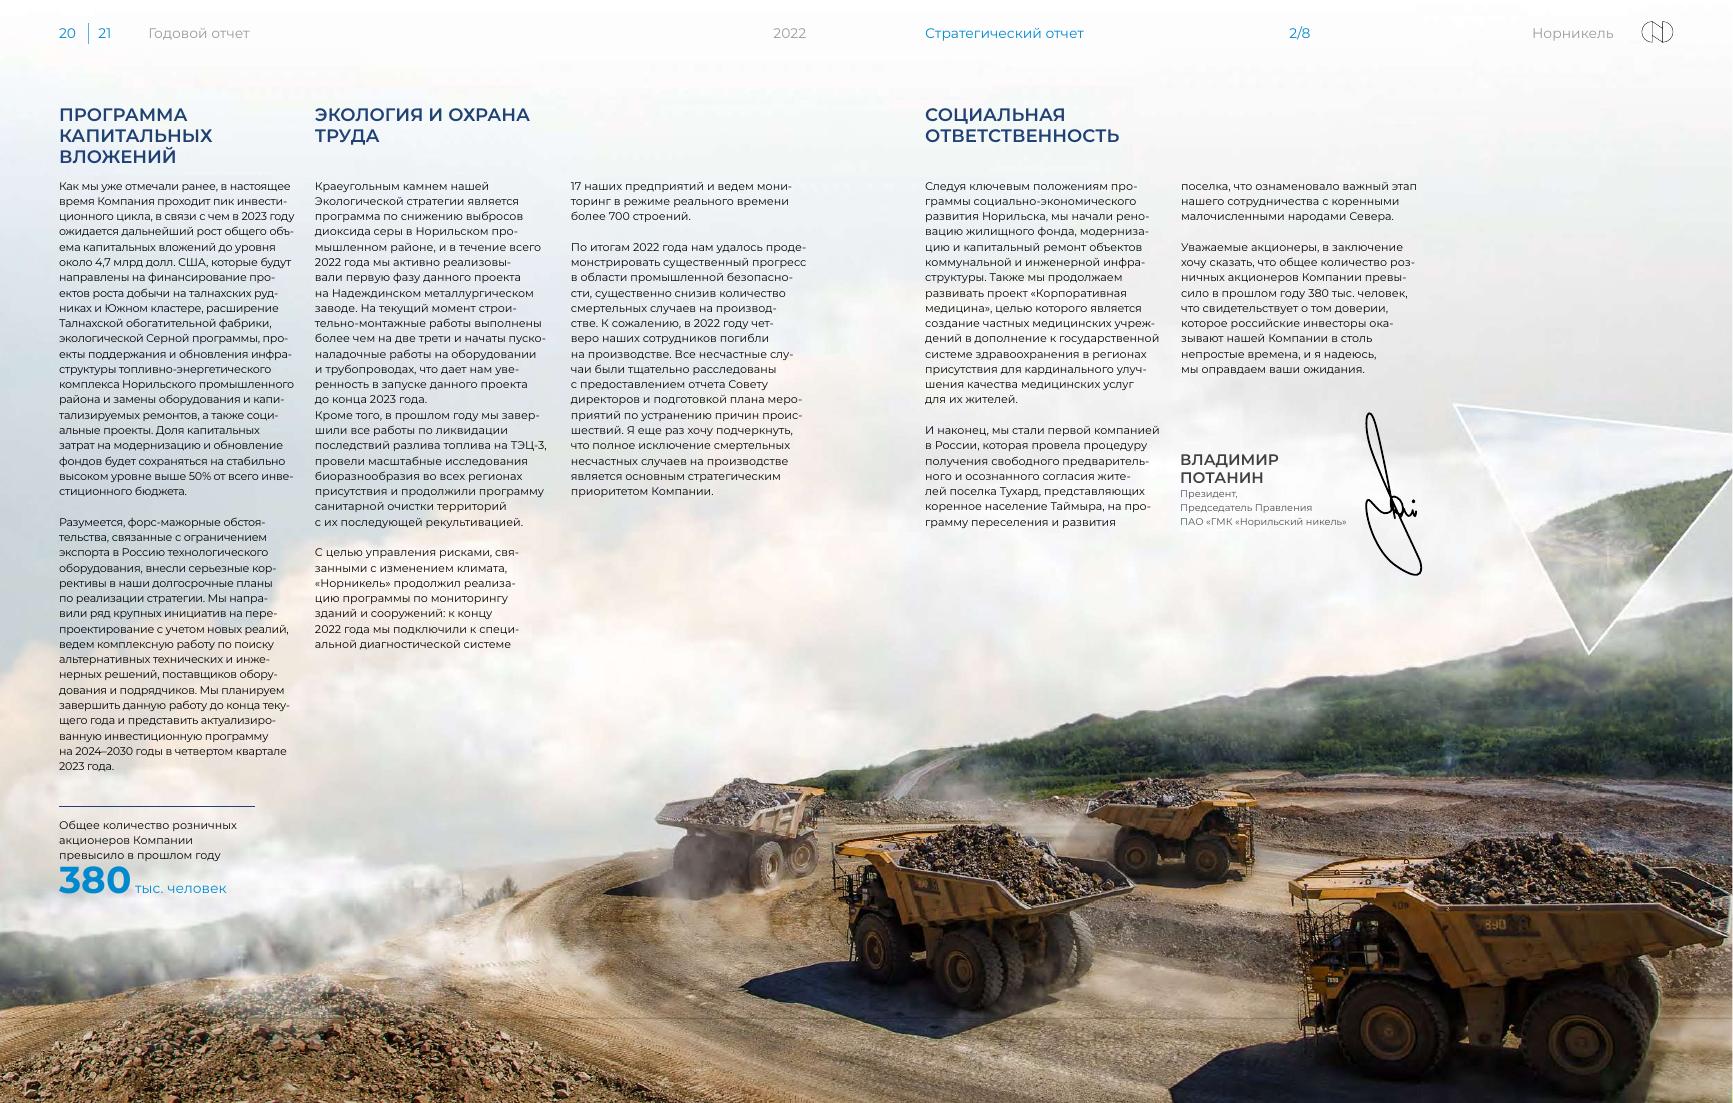 20 21 Годовой отчет 2022 Стратегический отчет 2/8 Норникель
ПРОГРАММА
КАПИТАЛЬНЫХ
ВЛОЖЕНИЙ
Как мы уже отмечали ранее, в настоящее
время Компания проходит пик инвести-
ционного цикла, в связи с чем в 2023 году
ожидается дальнейший рост общего объ-
ема капитальных вложений до уровня
около 4,7 млрд долл. США, которые будут
направлены на финансирование про-
ектов роста добычи на талнахских руд-
никах и Южном кластере, расширение
Талнахской обогатительной фабрики,
экологической Серной программы, про-
екты поддержания и обновления инфра-
структуры топливно-энергетического
комплекса Норильского промышленного
района и замены оборудования и капи-
тализируемых ремонтов, а также соци-
альные проекты. Доля капитальных
затрат на модернизацию и обновление
фондов будет сохраняться на стабильно
высоком уровне выше 50% от всего инве-
стиционного бюджета.
Разумеется, форс-мажорные обстоя-
тельства, связанные с ограничением
экспорта в Россию технологического
оборудования, внесли серьезные кор-
рективы в наши долгосрочные планы
по реализации стратегии. Мы напра-
вили ряд крупных инициатив на пере-
проектирование с учетом новых реалий,
ведем комплексную работу по поиску
альтернативных технических и инже-
нерных решений, поставщиков обору-
дования и подрядчиков. Мы планируем
завершить данную работу до конца теку-
щего года и представить актуализиро-
ванную инвестиционную программу
на 2024–2030 годы в четвертом квартале
2023 года.
Общее количество розничных
акционеров Компании
превысило в прошлом году
380 тыс. человек
ЭКОЛОГИЯ И ОХРАНА
ТРУДА
Краеугольным камнем нашей
Экологической стратегии является
программа по снижению выбросов
диоксида серы в Норильском про-
мышленном районе, и в течение всего
2022 года мы активно реализовы-
вали первую фазу данного проекта
на Надеждинском металлургическом
заводе. На текущий момент строи-
тельно-монтажные работы выполнены
более чем на две трети и начаты пуско-
наладочные работы на оборудовании
и трубопроводах, что дает нам уве-
ренность в запуске данного проекта
до конца 2023 года.
Кроме того, в прошлом году мы завер-
шили все работы по ликвидации
последствий разлива топлива на ТЭЦ-3,
провели масштабные исследования
биоразнообразия во всех регионах
присутствия и продолжили программу
санитарной очистки территорий
с их последующей рекультивацией.
С целью управления рисками, свя-
занными с изменением климата,
«Норникель» продолжил реализа-
цию программы по мониторингу
зданий и сооружений: к концу
2022 года мы подключили к специ-
альной диагностической системе
17 наших предприятий и ведем мони-
торинг в режиме реального времени
более 700 строений.
По итогам 2022 года нам удалось проде-
монстрировать существенный прогресс
в области промышленной безопасно-
сти, существенно снизив количество
смертельных случаев на производ-
стве. К сожалению, в 2022 году чет-
веро наших сотрудников погибли
на производстве. Все несчастные слу-
чаи были тщательно расследованы
с предоставлением отчета Совету
директоров и подготовкой плана меро-
приятий по устранению причин проис-
шествий. Я еще раз хочу подчеркнуть,
что полное исключение смертельных
несчастных случаев на производстве
является основным стратегическим
приоритетом Компании.
СОЦИАЛЬНАЯ
ОТВЕТСТВЕННОСТЬ
Следуя ключевым положениям про-
граммы социально-экономического
развития Норильска, мы начали рено-
вацию жилищного фонда, модерниза-
цию и капитальный ремонт объектов
коммунальной и инженерной инфра-
структуры. Также мы продолжаем
развивать проект «Корпоративная
медицина», целью которого является
создание частных медицинских учреж-
дений в дополнение к государственной
системе здравоохранения в регионах
присутствия для кардинального улуч-
шения качества медицинских услуг
для их жителей.
И наконец, мы стали первой компанией
в России, которая провела процедуру
получения свободного предваритель-
ного и осознанного согласия жите-
лей поселка Тухард, представляющих
коренное население Таймыра, на про-
грамму переселения и развития
поселка, что ознаменовало важный этап
нашего сотрудничества с коренными
малочисленными народами Севера.
Уважаемые акционеры, в заключение
хочу сказать, что общее количество роз-
ничных акционеров Компании превы-
сило в прошлом году 380 тыс. человек,
что свидетельствует о том доверии,
которое российские инвесторы ока-
зывают нашей Компании в столь
непростые времена, и я надеюсь,
мы оправдаем ваши ожидания.
ВЛАДИМИР
ПОТАНИН
Президент,
Председатель Правления
ПАО «ГМК «Норильский никель»
789D